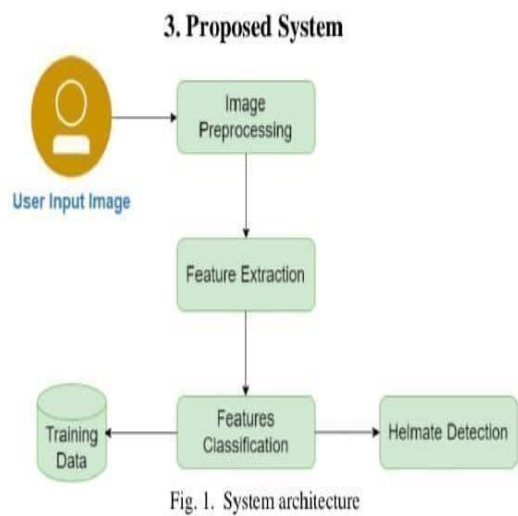 3. Proposed System
Image
Preprocessing
User Input Image
Feature Extraction
Training
Data
Features
Classification
Helmate Detection
Fig. 1. System architecture